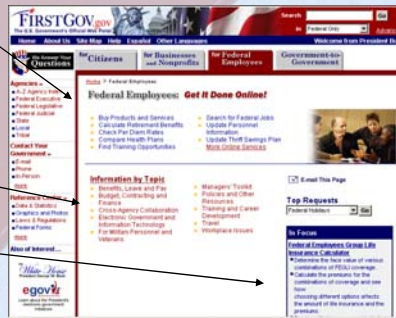 FIRSTGOV.gov
The U.S. Government's Official Web Portal
Search
Go
in Federal Only
Home About Us Site Map Help Español Other Languages
Welcome from President B
We Answer Your
Questions
for Citizens
for Businesses
and Nonprofits
for Federal
Employees
Government-to-
Government
Agencies
A-Z Agency Index
Federal Executive
Federal Legislative
Federal Judicial
State
Local
Tribal
Contact Your
Government
E-mail
Phone
In-Person
more
Reference Center
Data & Statistics
Graphics and Photos
Laws & Regulations
Federal Forms
more
Also of Interest...
White House
egov
Home > Federal Employees
Federal Employees: Get It Done Online!
Buy Products and Services
Calculate Retirement Benefits
Check Per Diem Rates
Compare Health Plans
Find Training Opportunities
Search for Federal Jobs
Update Personnel
Information
Update Thrift Savings Plan
More Online Services
Information by Topic
Benefits, Leave and Pay
Budget, Contracting and
Finance
Cross-Agency Collaboration
Electronic Government and
Information Technology
For Military Personnel and
Veterans
Managers' Toolkit
Policies and Other
Resources
Training and Career
Development
Travel
Workplace Issues
E-mail This Page
Top Requests
Federal Holidays
Go
In Focus
Federal Employees Group Life
Insurance Calculator
Determine the face value of various
combinations of FEGLI coverage.
Calculate the premiums for the
combinations of coverage and see
how
choosing different options affects
the amount of life insurance and the
premiums